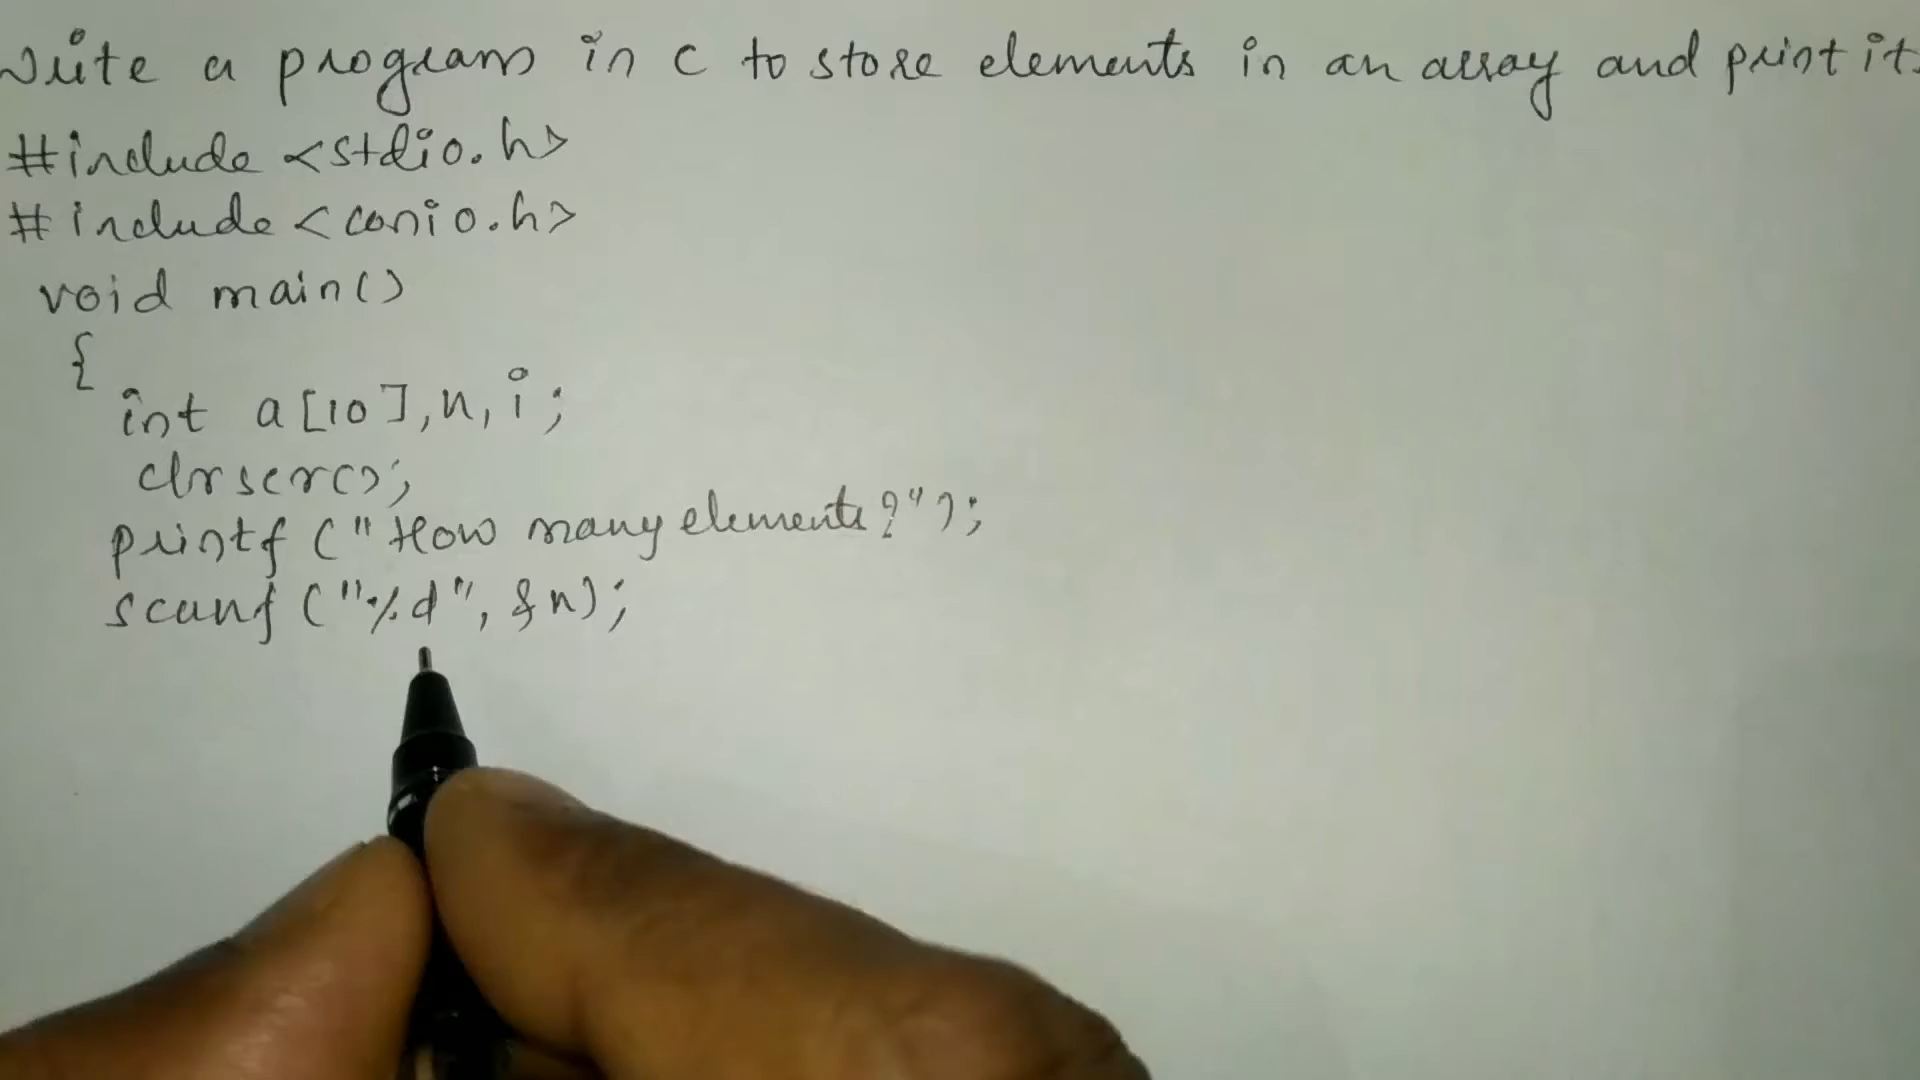 Write a program in C to store elements in an array and print it.
#include <stdio.h>
#include <conio.h>
void main()
{
int a[10],n,i;
clrscr();
printf("How many elements?");
scanf("%d",&n);